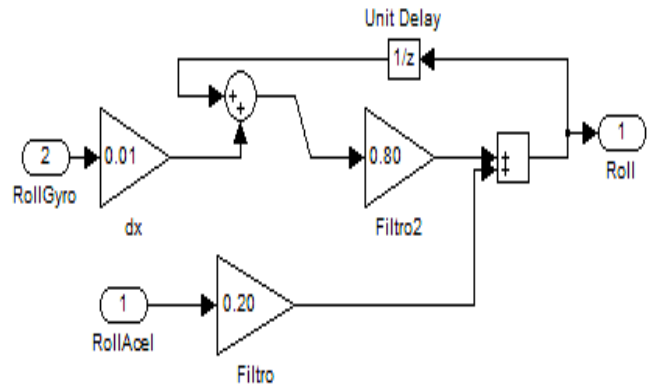 Unit Delay
1/z
+
+
2
RollGyro
0.01
dx
0.80
Filtro2
+
+
1
Roll
1
RollAcel
0.20
Filtro